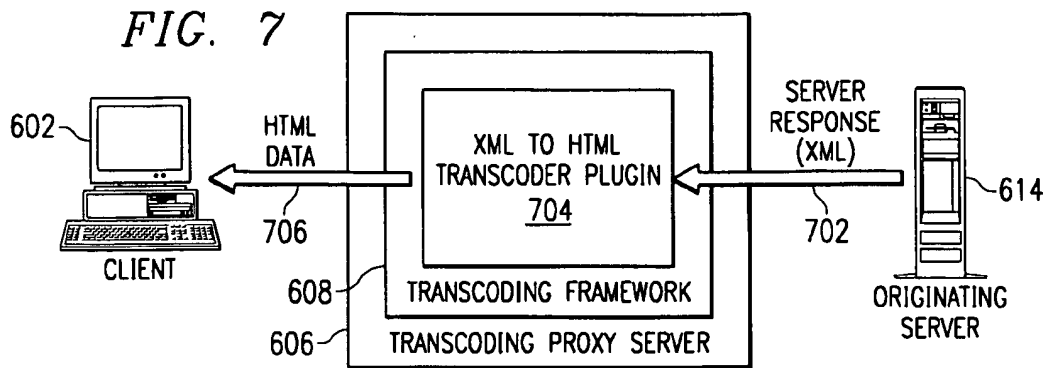 FIG. 7
602
HTML
DATA
706
CLIENT
XML TO HTML
TRANSCODER PLUGIN
704
608
TRANSCODING FRAMEWORK
606
TRANSCODING PROXY SERVER
SERVER
RESPONSE
(XML)
702
614
ORIGINATING
SERVER